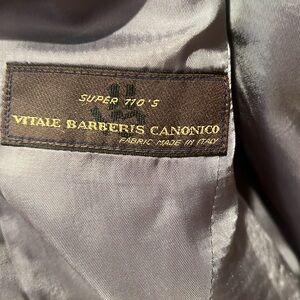 SUPER 110'S
VITALE BARBERIS CANONICO
FABRIC MADE IN ITALY